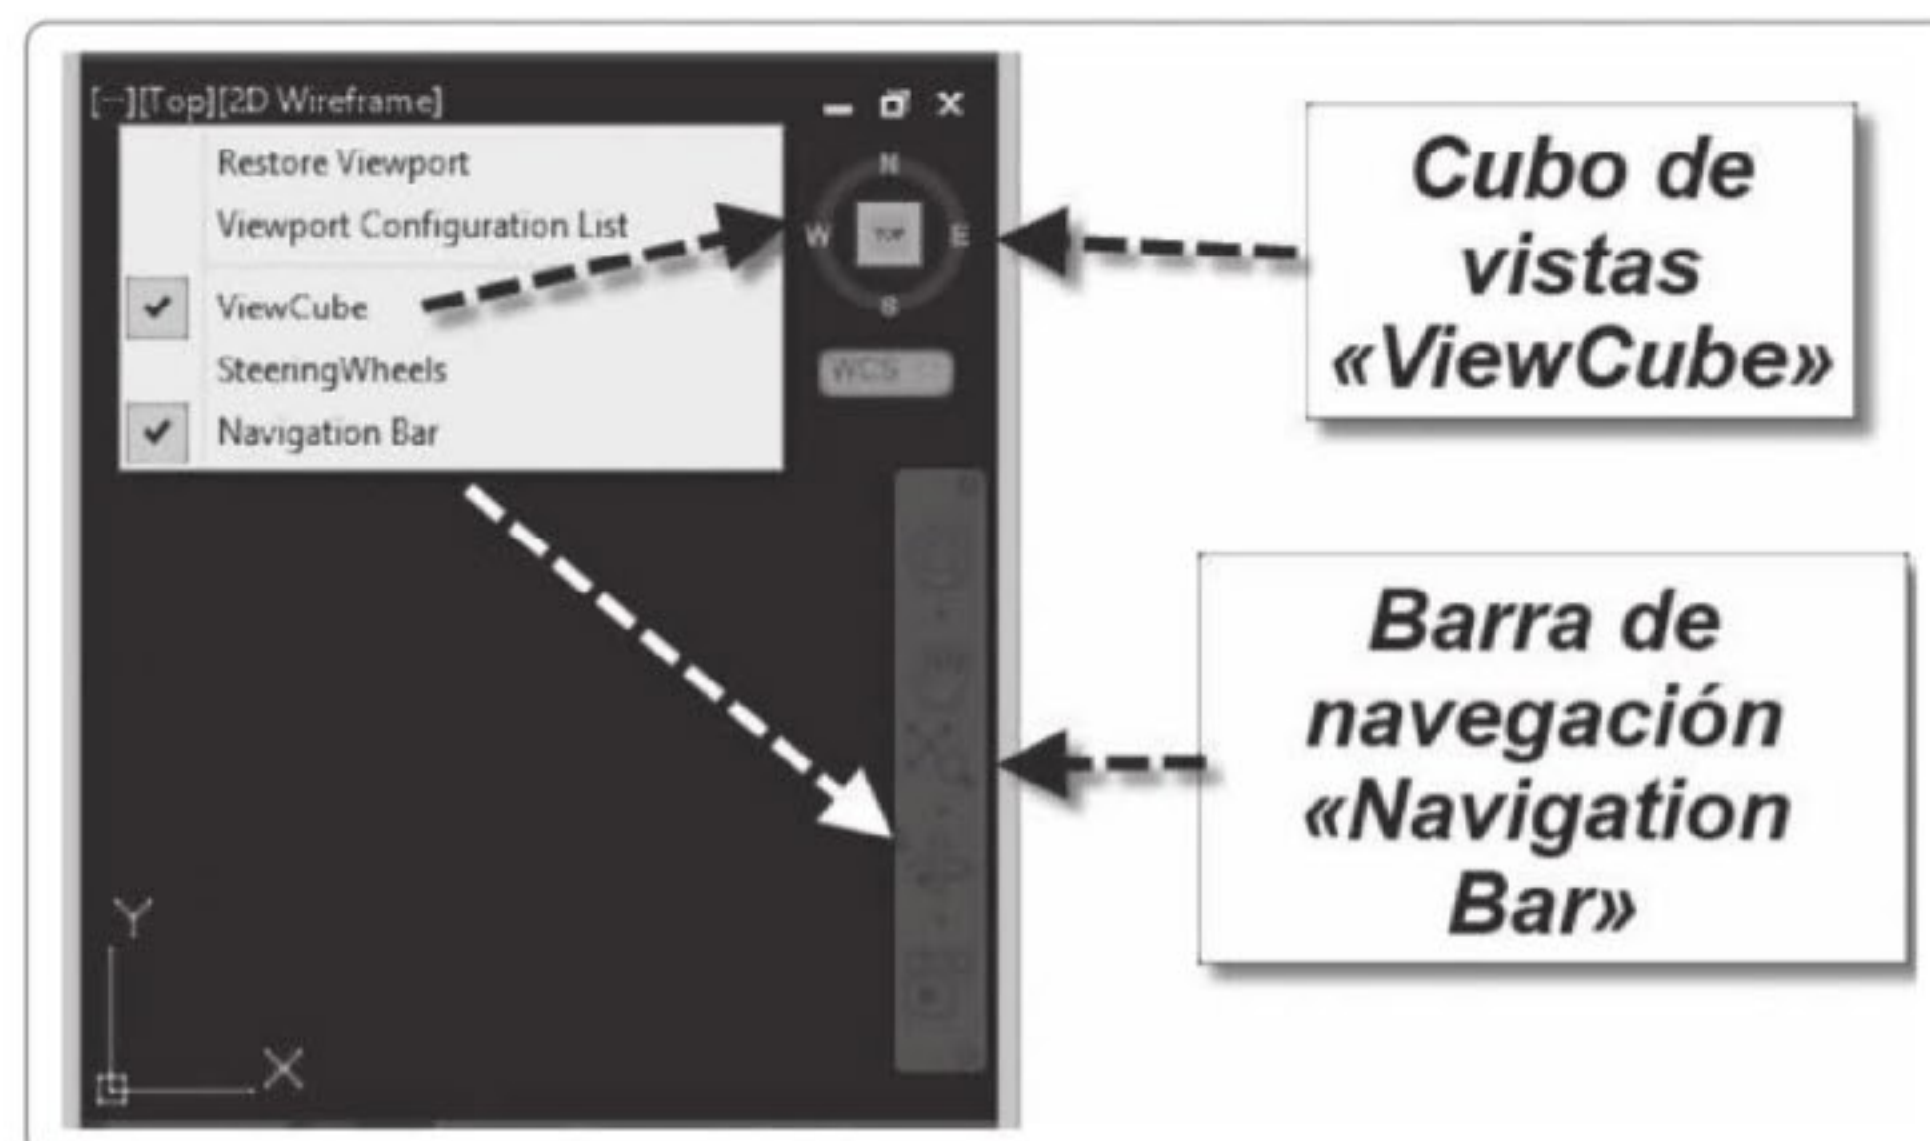 [—][Top][2D Wireframe]
Restore Viewport
Viewport Configuration List
ViewCube
SteeringWheels
Navigation Bar
N
W
TOP
E
S
WCS
Cubo de
vistas
«ViewCube»
Barra de
navegación
«Navigation
Bar»
Y
X